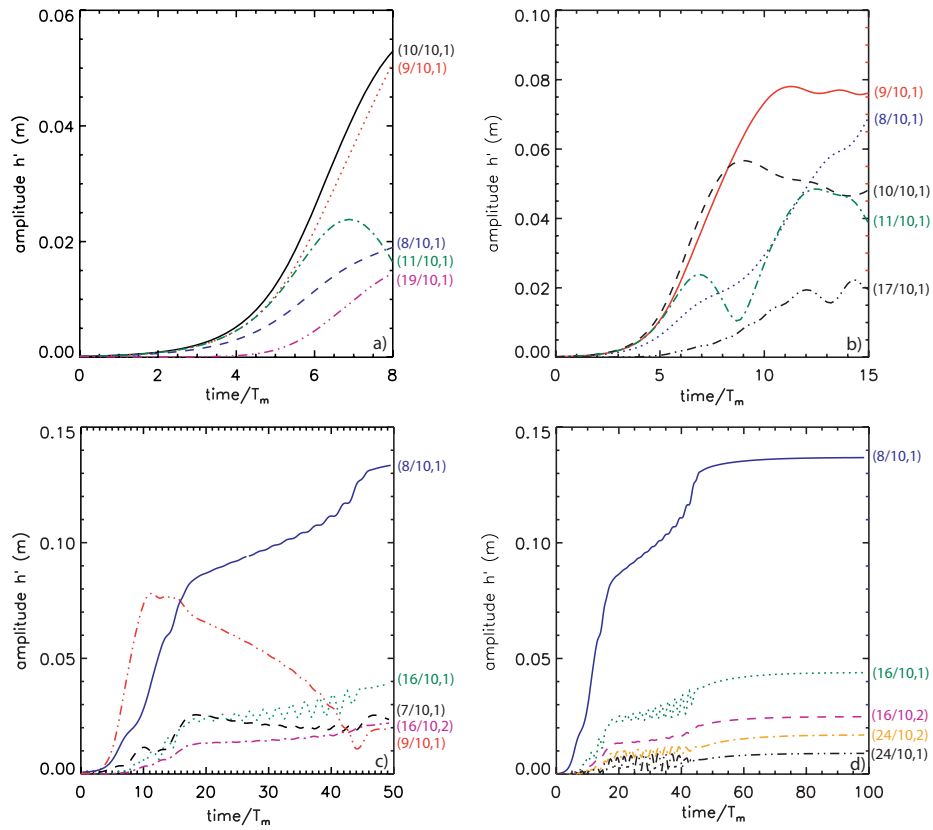 0.06
0.04
0.02
0.00
amplitude h' (m)
0 2 4 6 8
time/Tm
(10/10,1)
(9/10,1)
(8/10,1)
(11/10,1)
(19/10,1)
a)
0.10
0.08
0.06
0.04
0.02
0.00
amplitude h' (m)
0 5 10 15
time/Tm
(9/10,1)
(8/10,1)
(10/10,1)
(11/10,1)
(17/10,1)
b)
0.15
0.10
0.05
0.00
amplitude h' (m)
0 10 20 30 40 50
time/Tm
(8/10,1)
(16/10,1)
(7/10,1)
(16/10,2)
(9/10,1)
c)
0.15
0.10
0.05
0.00
amplitude h' (m)
0 20 40 60 80 100
time/Tm
(8/10,1)
(16/10,1)
(16/10,2)
(24/10,2)
(24/10,1)
d)